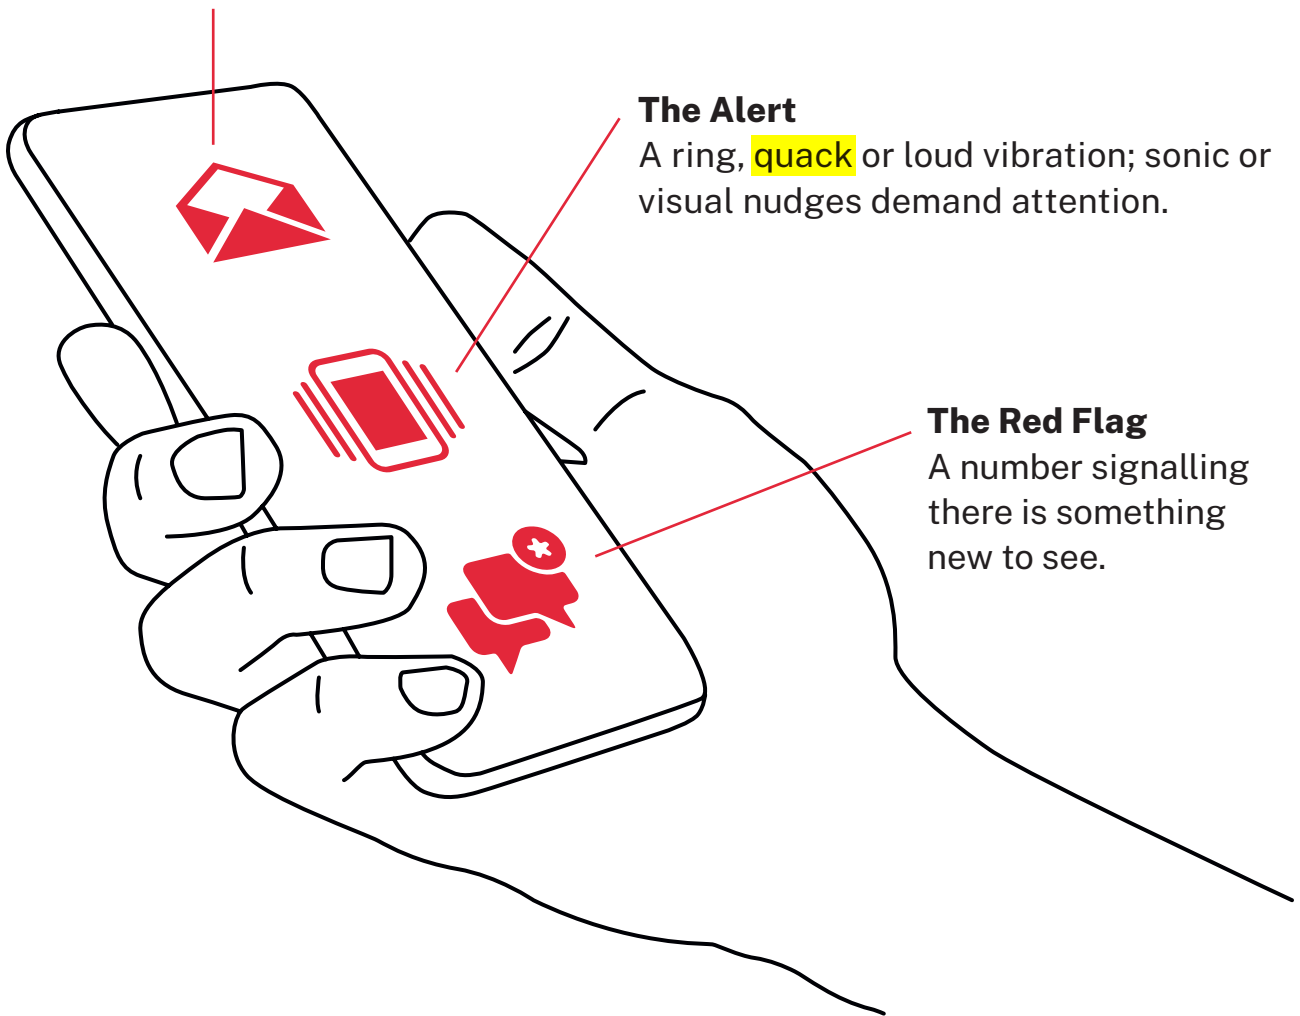 The Alert
A ring, quack or loud vibration; sonic or
visual nudges demand attention.
The Red Flag
A number signalling
there is something
new to see.